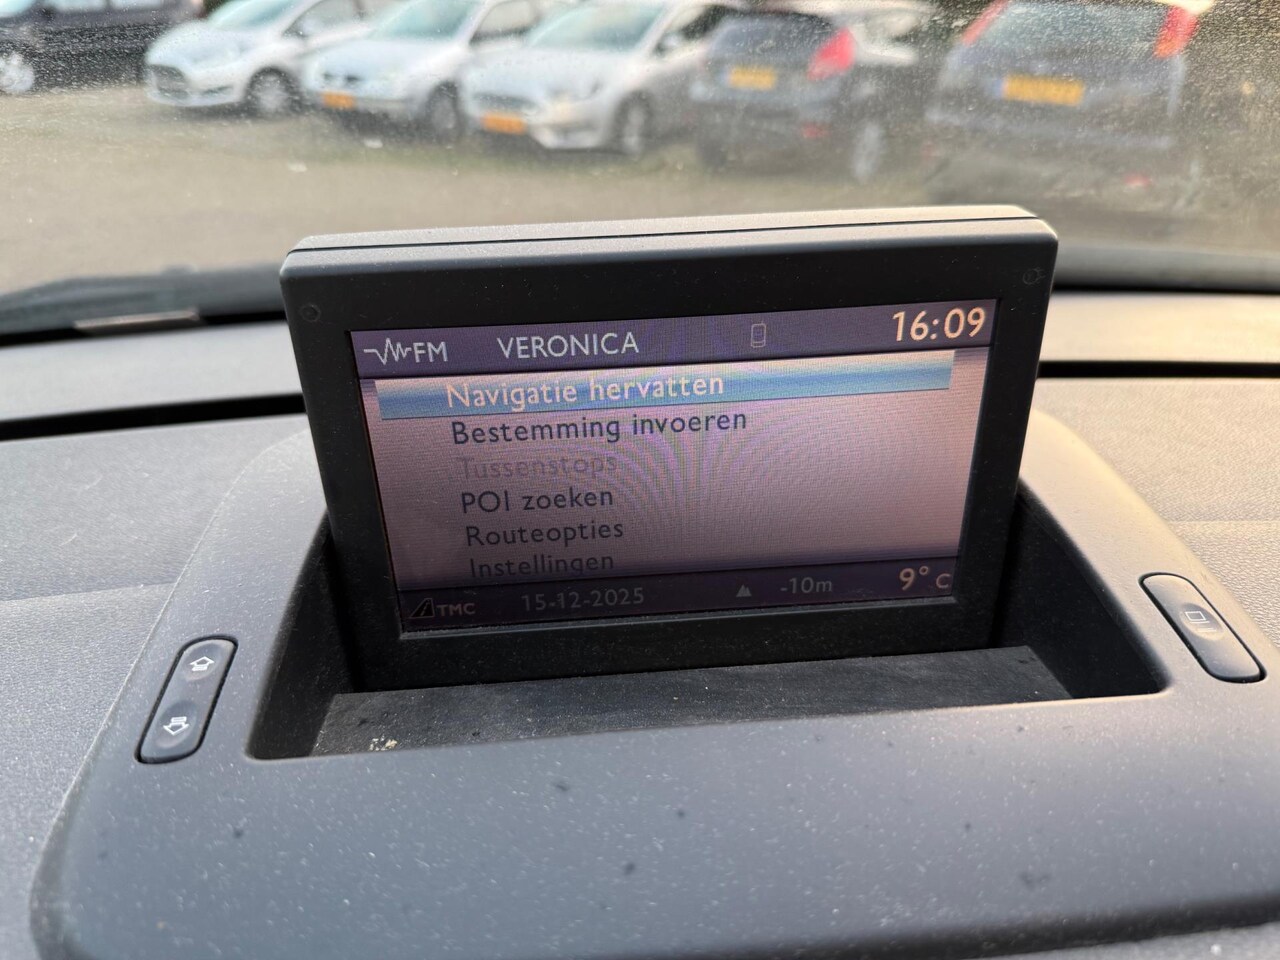 FM VERONICA 16:09
Navigatie hervatten
Bestemming invoeren
Tussenstops
POI zoeken
Routeopties
Instellingen
TMC 15-12-2025 -10m 9° C